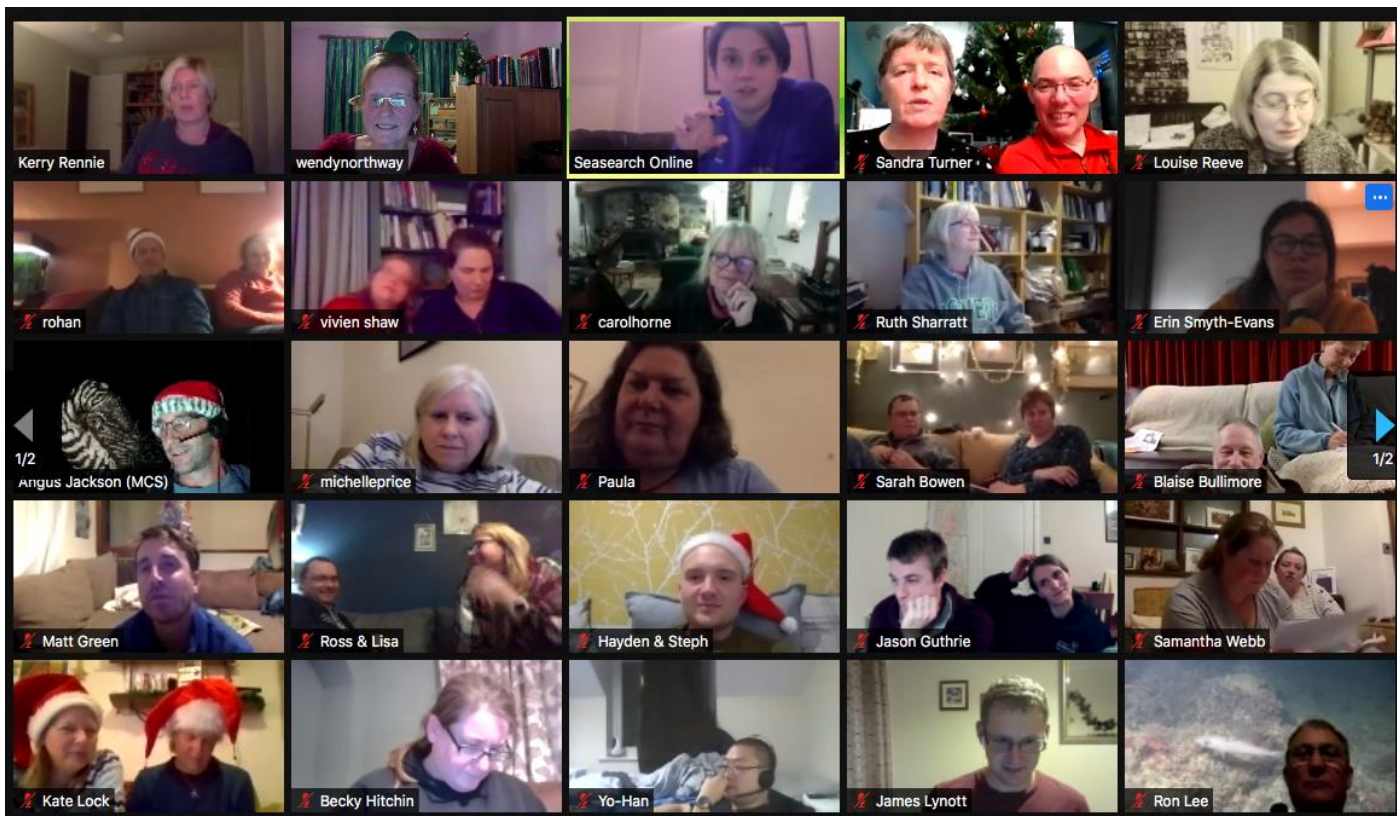 Kerry Rennie
wendynorthway
Seasearch Online
Sandra Turner
Louise Reeve
rohan
vivien shaw
carolhorne
Ruth Sharratt
Erin Smyth-Evans
1/2
Angus Jackson (MCS)
michelleprice
Paula
Sarah Bowen
Blaise Bullimore
1/2
Matt Green
Ross & Lisa
Hayden & Steph
Jason Guthrie
Samantha Webb
Kate Lock
Becky Hitchin
Yo-Han
James Lynott
Ron Lee